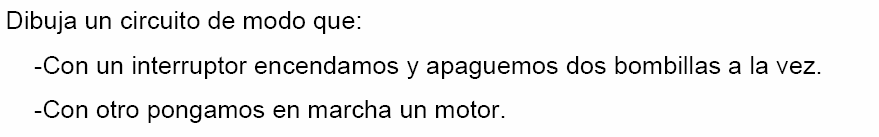 Dibuja un circuito de modo que:
-Con un interruptor encendamos y apaguemos dos bombillas a la vez.
-Con otro pongamos en marcha un motor.